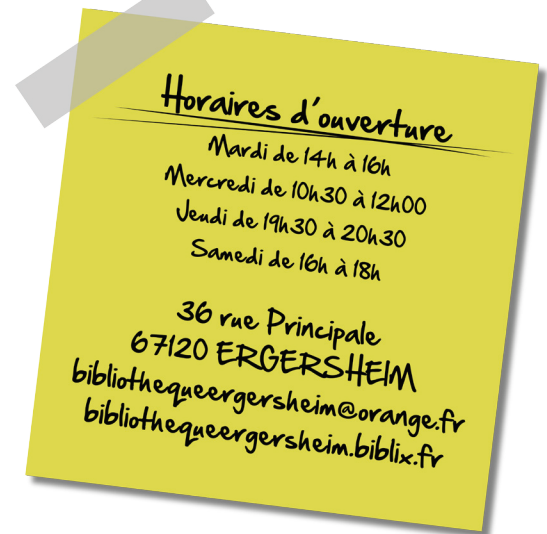 Horaires d'ouverture
Mardi de 14h à 16h
Mercredi de 10h30 à 12h00
Jeudi de 19h30 à 20h30
Samedi de 16h à 18h
36 rue Principale
67120 ERGERSHEIM
bibliothequeergersheim@orange.fr
bibliothequeergersheim.biblix.fr